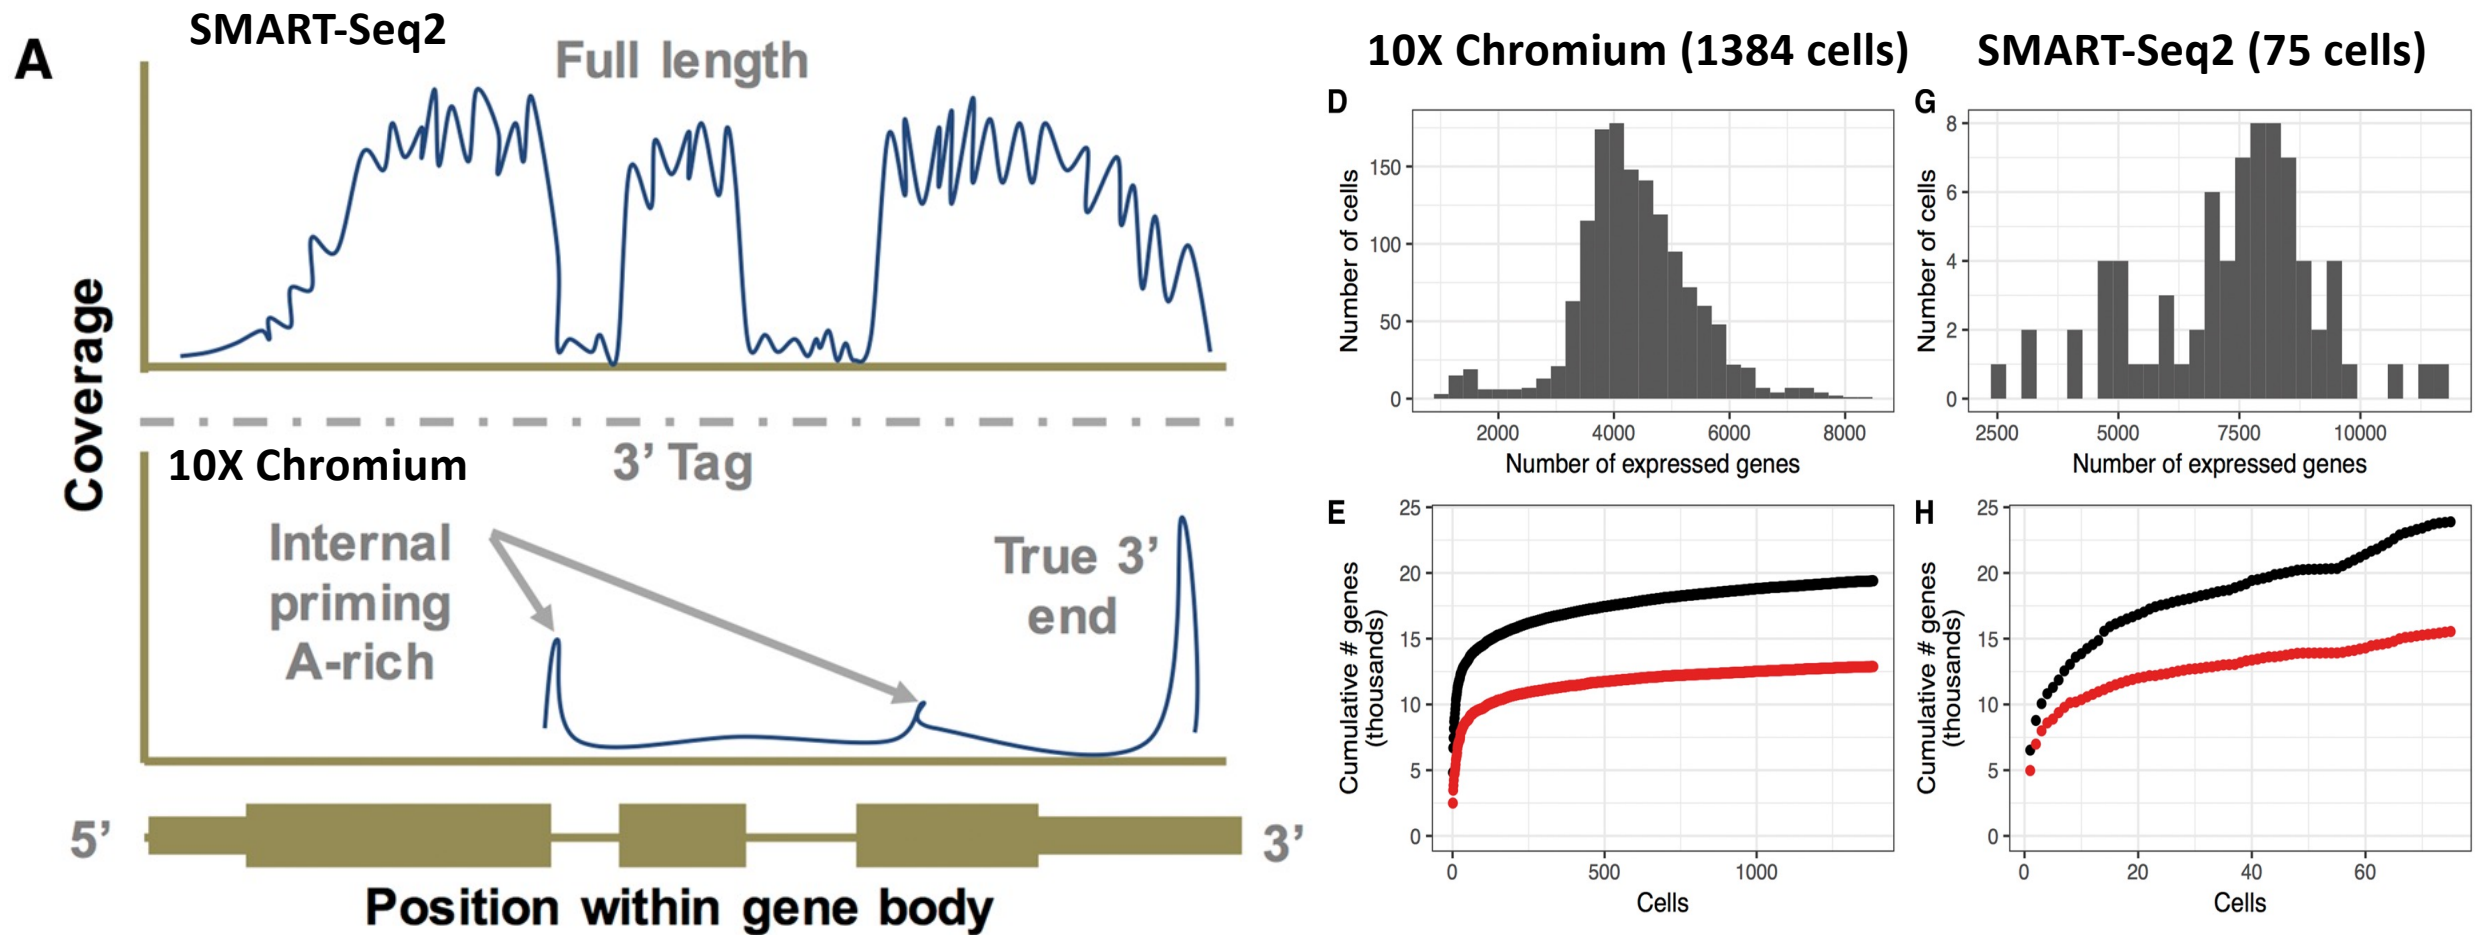 A
SMART-Seq2
Full length
Coverage
3’ Tag
10X Chromium
Internal
priming
A-rich
True 3’
end
5’
3’
Position within gene body
10X Chromium (1384 cells)
SMART-Seq2 (75 cells)
D
Number of cells
150
100
50
0
2000 4000 6000 8000
Number of expressed genes
G
Number of cells
8
6
4
2
0
2500 5000 7500 10000
Number of expressed genes
E
Cumulative # genes
(thousands)
25
20
15
10
5
0
0 500 1000
Cells
H
Cumulative # genes
(thousands)
25
20
15
10
5
0
0 20 40 60
Cells